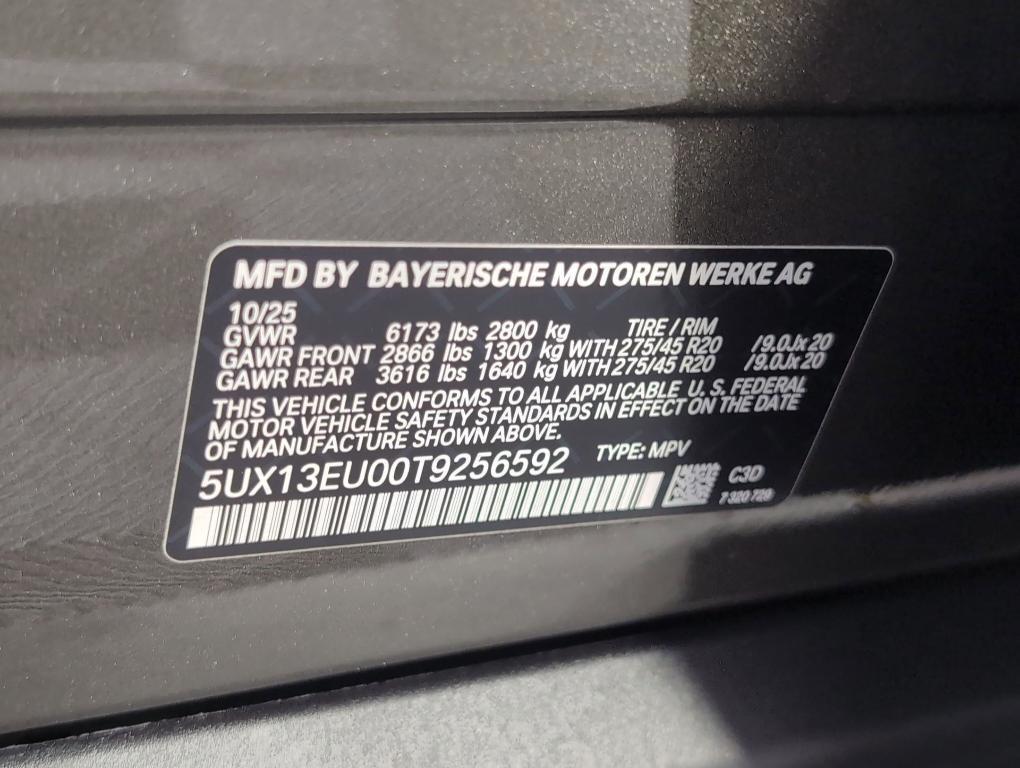 MFD BY BAYERISCHE MOTOREN WERKE AG
10/25
GVWR 6173 lbs 2800 kg TIRE / RIM
GAWR FRONT 2866 lbs 1300 kg WITH 275/45 R20 /9.0Jx20
GAWR REAR 3616 lbs 1640 kg WITH 275/45 R20 /9.0Jx20
THIS VEHICLE CONFORMS TO ALL APPLICABLE U.S. FEDERAL
MOTOR VEHICLE SAFETY STANDARDS IN EFFECT ON THE DATE
OF MANUFACTURE SHOWN ABOVE.
5UX13EU00T9256592 TYPE: MPV
C3D
7 320 729